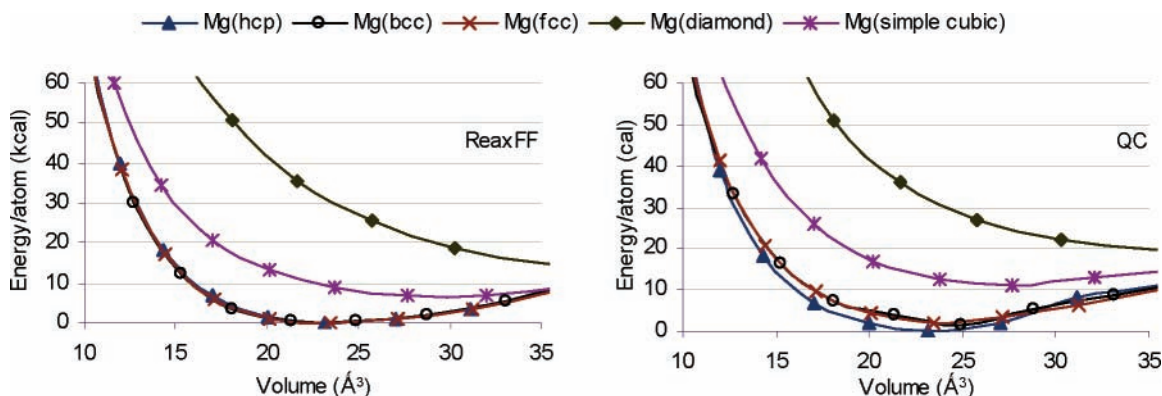 Mg(hcp) Mg(bcc) Mg(fcc) Mg(diamond) Mg(simple cubic)
60
50
40
30
20
10
0
Energy/atom (kcal)
ReaxFF
10 15 20 25 30 35
Volume (Á³)
60
50
40
30
20
10
0
Energy/atom (cal)
QC
10 15 20 25 30 35
Volume (Á³)